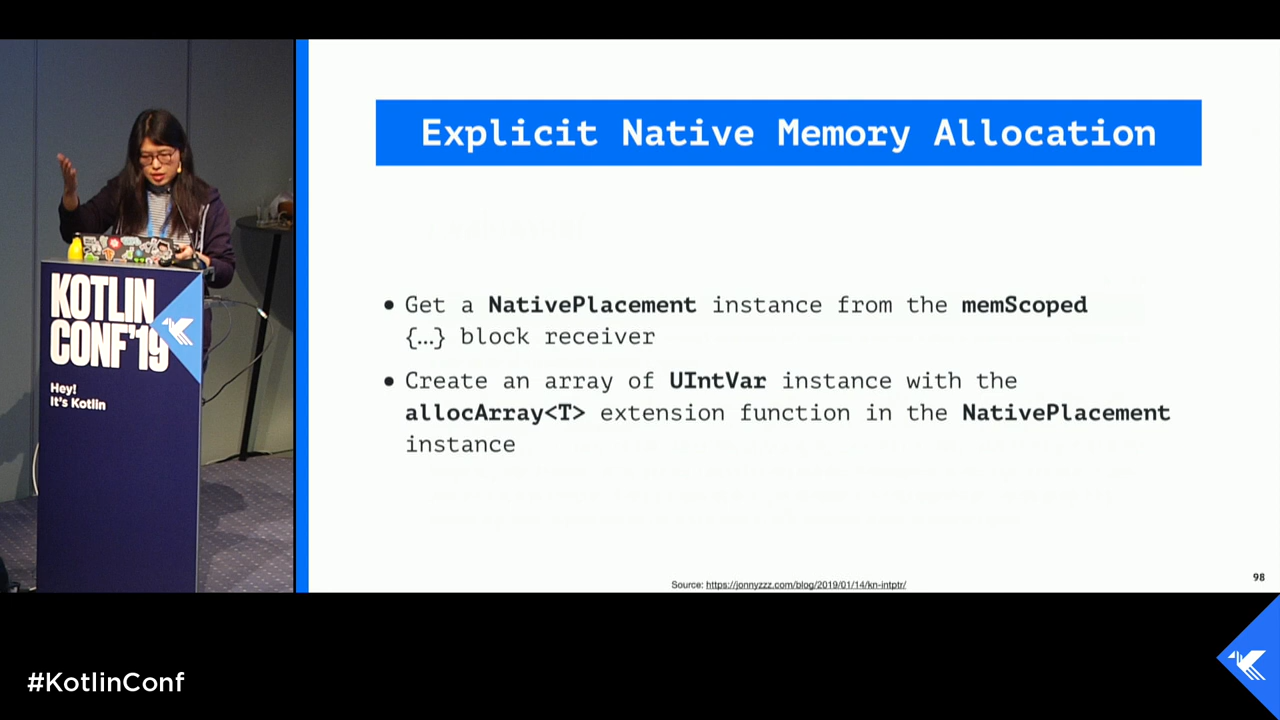 Explicit Native Memory Allocation
• Get a NativePlacement instance from the memScoped
{…} block receiver
• Create an array of UIntVar instance with the
allocArray<T> extension function in the NativePlacement
instance
Source: https://jonnyzzz.com/blog/2019/01/14/kn-intptr/
98
KOTLIN
CONF'19
Hey!
It's Kotlin
#KotlinConf